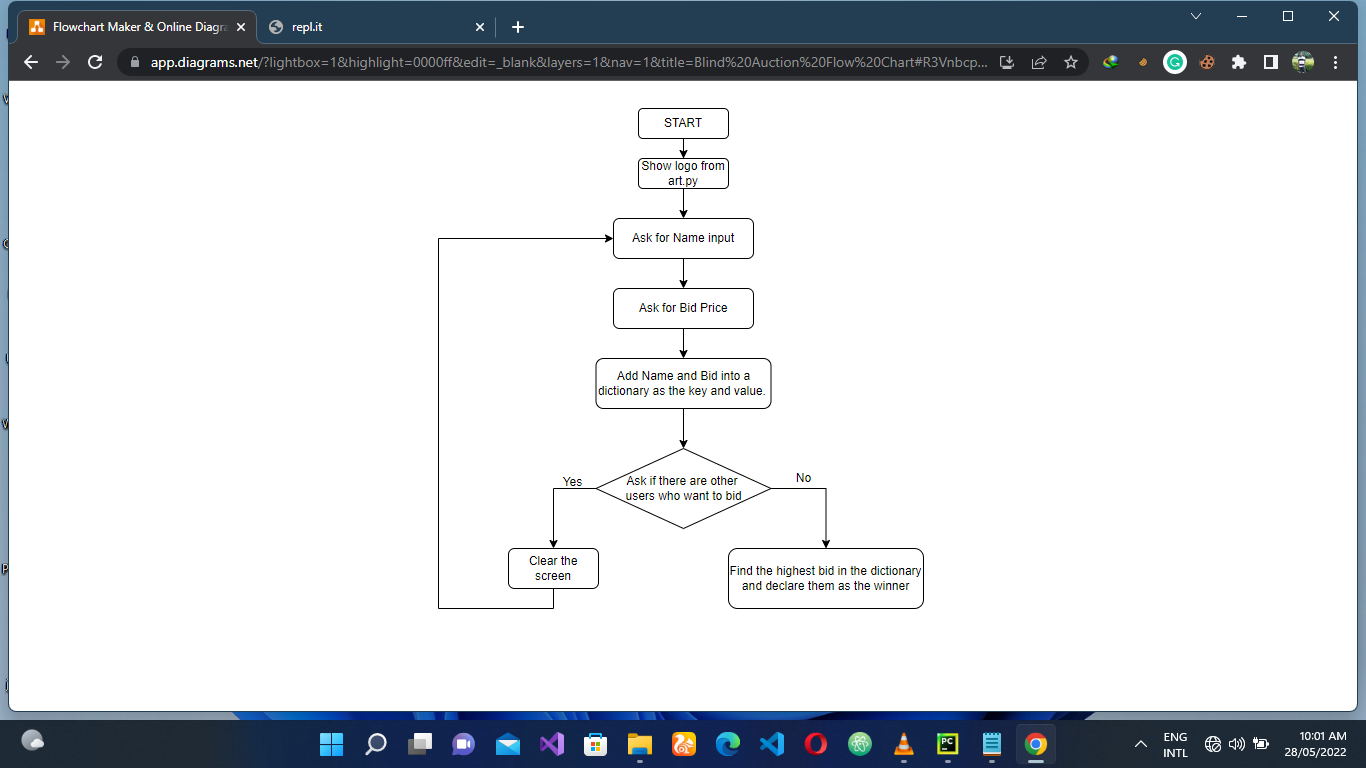 Flowchart Maker & Online Diagra
repl.it
app.diagrams.net/?lightbox=1&highlight=0000ff&edit=_blank&layers=1&nav=1&title=Blind%20Auction%20Flow%20Chart#R3Vnbcp...
START
Show logo from
art.py
Ask for Name input
Ask for Bid Price
Add Name and Bid into a
dictionary as the key and value.
Ask if there are other
users who want to bid
Yes
No
Clear the
screen
Find the highest bid in the dictionary
and declare them as the winner
PC
ENG
INTL
10:01 AM
28/05/2022